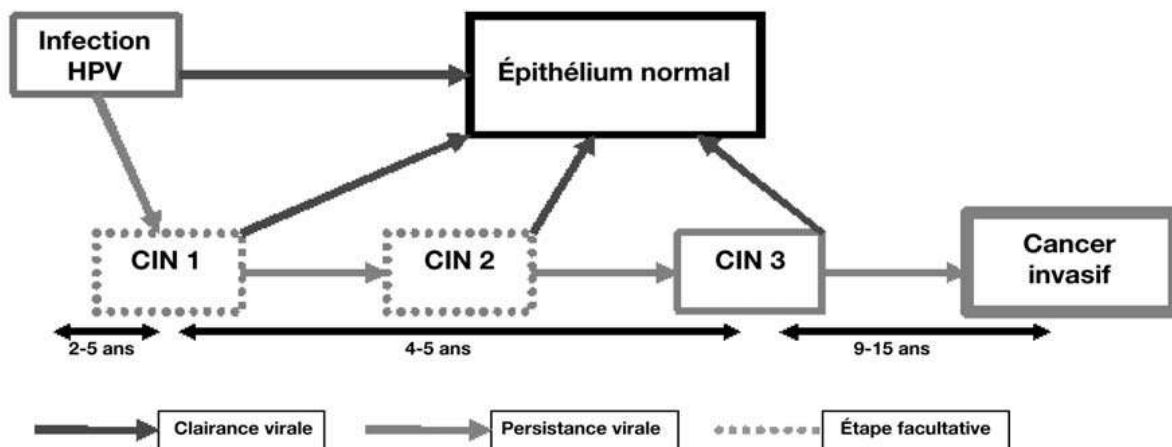 Infection
HPV
Épithélium normal
CIN 1
CIN 2
CIN 3
Cancer
invasif
2-5 ans
4-5 ans
9-15 ans
Clairance virale
Persistance virale
Étape facultative